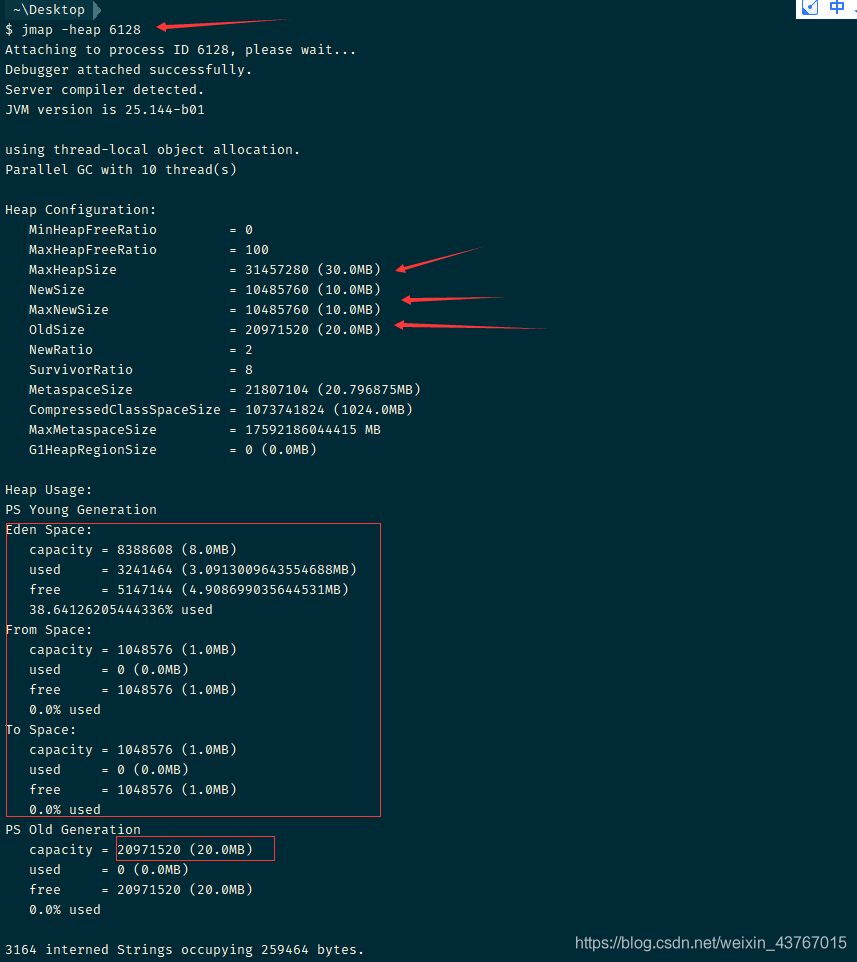 ~\Desktop
中
$ jmap -heap 6128
Attaching to process ID 6128, please wait...
Debugger attached successfully.
Server compiler detected.
JVM version is 25.144-b01
using thread-local object allocation.
Parallel GC with 10 thread(s)
Heap Configuration:
MinHeapFreeRatio = 0
MaxHeapFreeRatio = 100
MaxHeapSize = 31457280 (30.0MB)
NewSize = 10485760 (10.0MB)
MaxNewSize = 10485760 (10.0MB)
OldSize = 20971520 (20.0MB)
NewRatio = 2
SurvivorRatio = 8
MetaspaceSize = 21807104 (20.796875MB)
CompressedClassSpaceSize = 1073741824 (1024.0MB)
MaxMetaspaceSize = 17592186044415 MB
G1HeapRegionSize = 0 (0.0MB)
Heap Usage:
PS Young Generation
Eden Space:
capacity = 8388608 (8.0MB)
used = 3241464 (3.0913009643554688MB)
free = 5147144 (4.908699035644531MB)
38.64126205444336% used
From Space:
capacity = 1048576 (1.0MB)
used = 0 (0.0MB)
free = 1048576 (1.0MB)
0.0% used
To Space:
capacity = 1048576 (1.0MB)
used = 0 (0.0MB)
free = 1048576 (1.0MB)
0.0% used
PS Old Generation
capacity = 20971520 (20.0MB)
used = 0 (0.0MB)
free = 20971520 (20.0MB)
0.0% used
3164 interned Strings occupying 259464 bytes.
https://blog.csdn.net/weixin_43767015